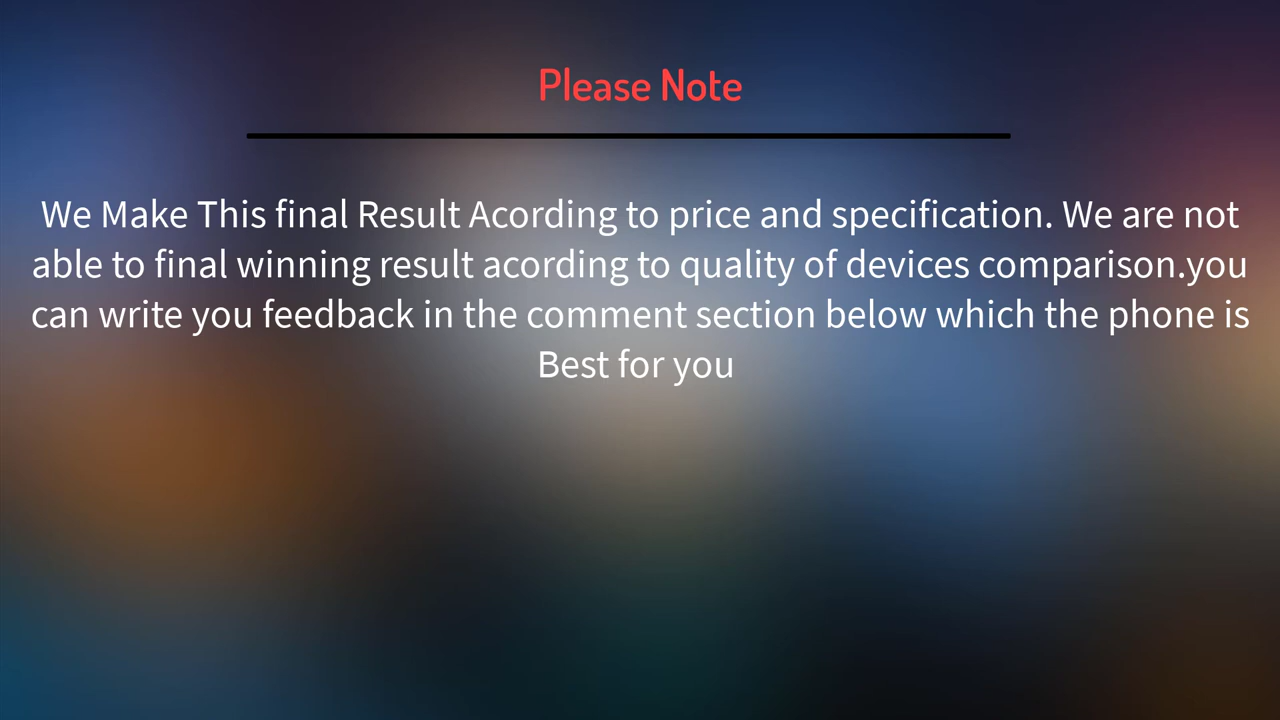 Please Note
We Make This final Result Acording to price and specification. We are not
able to final winning result acording to quality of devices comparison.you
can write you feedback in the comment section below which the phone is
Best for you